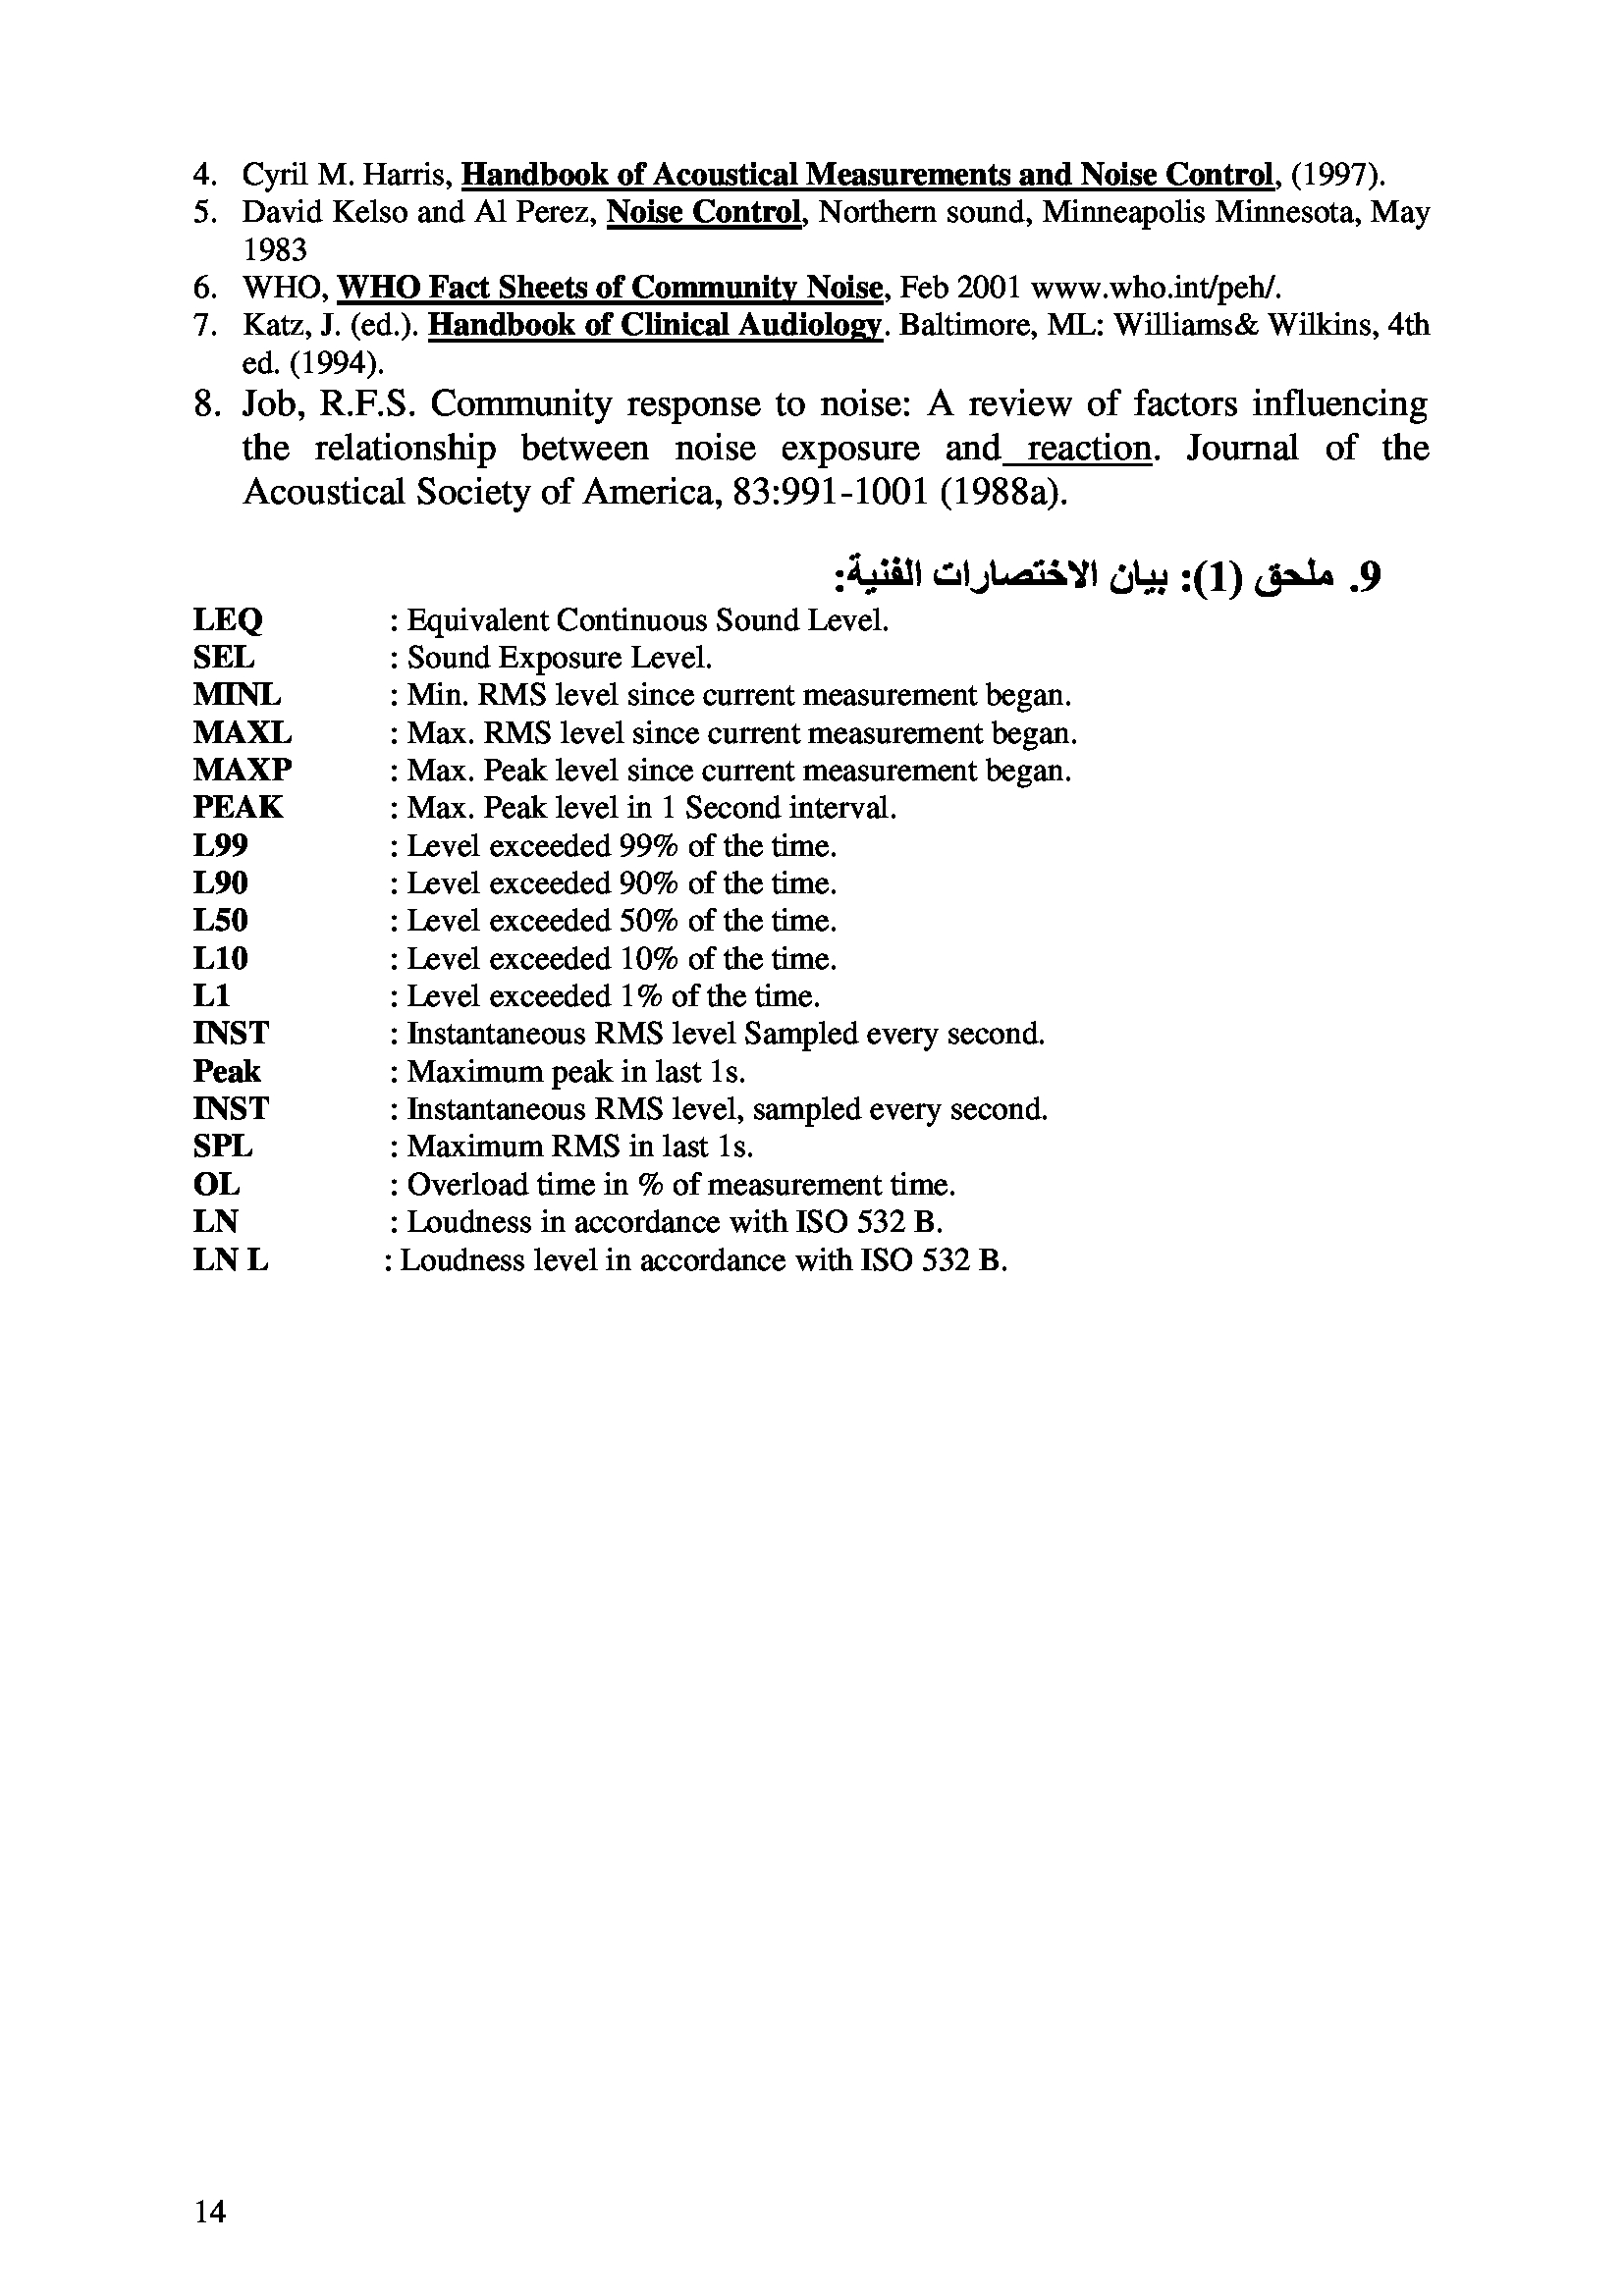 4. Cyril M. Harris, Handbook of Acoustical Measurements and Noise Control, (1997).
5. David Kelso and Al Perez, Noise Control, Northern sound, Minneapolis Minnesota, May
1983
6. WHO, WHO Fact Sheets of Community Noise, Feb 2001 www.who.int/peh/.
7. Katz, J. (ed.). Handbook of Clinical Audiology. Baltimore, ML: Williams& Wilkins, 4th
ed. (1994).
8. Job, R.F.S. Community response to noise: A review of factors influencing
the relationship between noise exposure and reaction. Journal of the
Acoustical Society of America, 83:991-1001 (1988a).
9. ملحق (1): بيان الاختصارات الفنية:
LEQ : Equivalent Continuous Sound Level.
SEL : Sound Exposure Level.
MINL : Min. RMS level since current measurement began.
MAXL : Max. RMS level since current measurement began.
MAXP : Max. Peak level since current measurement began.
PEAK : Max. Peak level in 1 Second interval.
L99 : Level exceeded 99% of the time.
L90 : Level exceeded 90% of the time.
L50 : Level exceeded 50% of the time.
L10 : Level exceeded 10% of the time.
L1 : Level exceeded 1% of the time.
INST : Instantaneous RMS level Sampled every second.
Peak : Maximum peak in last 1s.
INST : Instantaneous RMS level, sampled every second.
SPL : Maximum RMS in last 1s.
OL : Overload time in % of measurement time.
LN : Loudness in accordance with ISO 532 B.
LN L : Loudness level in accordance with ISO 532 B.
14